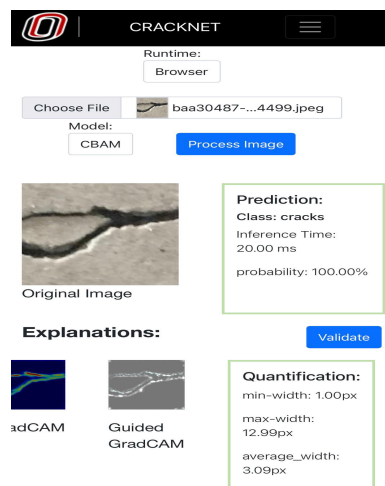 CRACKNET
Runtime:
Browser
Choose File baa30487-...4499.jpeg
Model:
CBAM
Process Image
Prediction:
Class: cracks
Inference Time:
20.00 ms
probability: 100.00%
Original Image
Explanations:
Validate
adCAM
Guided
GradCAM
Quantification:
min-width: 1.00px
max-width:
12.99px
average_width:
3.09px